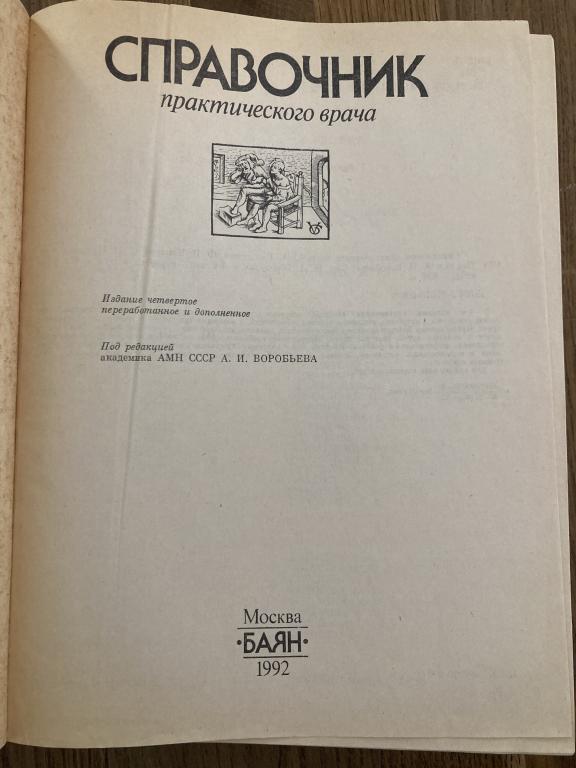 СПРАВОЧНИК
практического врача
Издание четвертое
переработанное и дополненное
Под редакцией
академика АМН СССР А. И. ВОРОБЬЕВА
Москва
·БАЯН·
1992